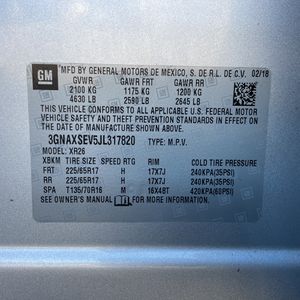 GM
MFD BY GENERAL MOTORS DE MEXICO, S. DE R.L. DE C.V. 02/18
GVWR GAWR FRT GAWR RR
2100 KG 1175 KG 1200 KG
4630 LB 2590 LB 2645 LB
THIS VEHICLE CONFORMS TO ALL APPLICABLE U.S. FEDERAL
MOTOR VEHICLE SAFETY, BUMPER, AND
THEFT PREVENTION STANDARDS IN EFFECT ON
THE DATE OF MANUFACTURE SHOWN ABOVE.
3GNAXSEV5JL317820 TYPE: M.P.V.
MODEL: XR26
XBKM TIRE SIZE SPEED RTG RIM COLD TIRE PRESSURE
FRT 225/65R17 H 17X7J 240KPA(35PSI)
RR 225/65R17 H 17X7J 240KPA(35PSI)
SPA T135/70R16 M 16X4BT 420KPA(60PSI)
SEE OWNER'S MANUAL FOR ADDITIONAL INFORMATION.